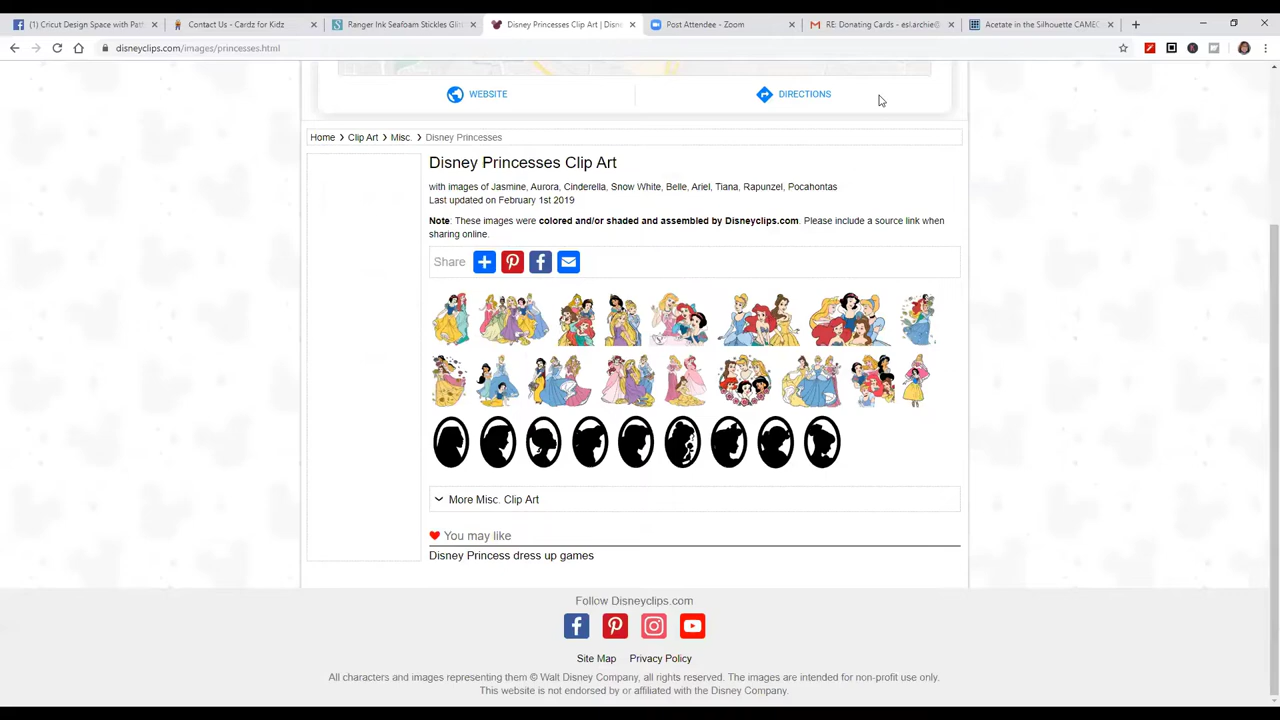 (1) Cricut Design Space with Pat
Contact Us - Cardz for Kidz
Ranger Ink Seafoam Stickles Glit
Disney Princesses Clip Art | Disn
Post Attendee - Zoom
RE: Donating Cards - esl.archie@
Acetate in the Silhouette CAMEO
disneyclips.com/images/princesses.html
WEBSITE
DIRECTIONS
Home > Clip Art > Misc. > Disney Princesses
Disney Princesses Clip Art
with images of Jasmine, Aurora, Cinderella, Snow White, Belle, Ariel, Tiana, Rapunzel, Pocahontas
Last updated on February 1st 2019
Note: These images were colored and/or shaded and assembled by Disneyclips.com. Please include a source link when
sharing online.
Share
More Misc. Clip Art
You may like
Disney Princess dress up games
Follow Disneyclips.com
Site Map Privacy Policy
All characters and images representing them © Walt Disney Company, all rights reserved. The images are intended for non-profit use only.
This website is not endorsed by or affiliated with the Disney Company.